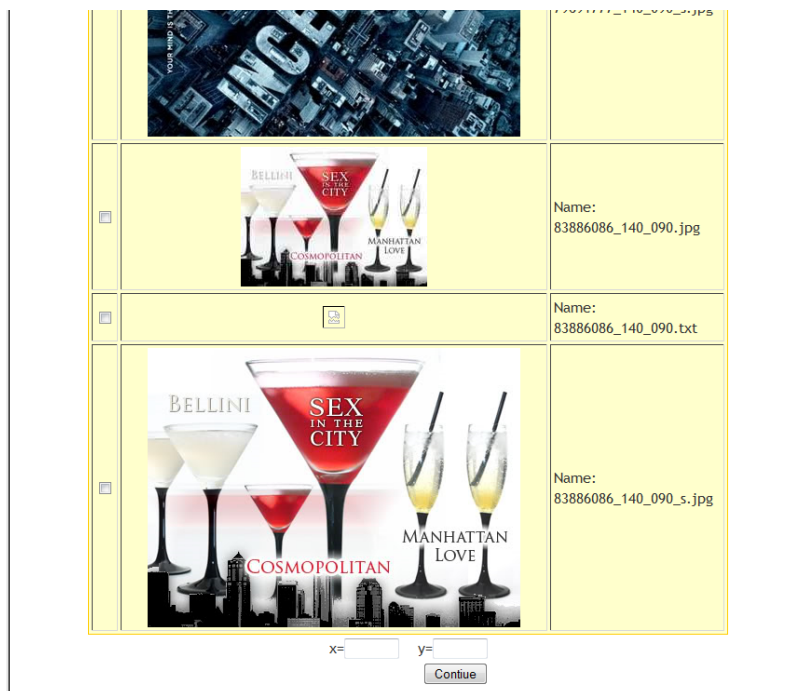 YOUR MIND IS TH
INCE
Name:
83886086_140_090.jpg
BELLINI
SEX
IN THE
CITY
MANHATTAN
LOVE
COSMOPOLITAN
Name:
83886086_140_090.txt
BELLINI
SEX
IN THE
CITY
MANHATTAN
LOVE
COSMOPOLITAN
Name:
83886086_140_090_s.jpg
x=
y=
Contiue